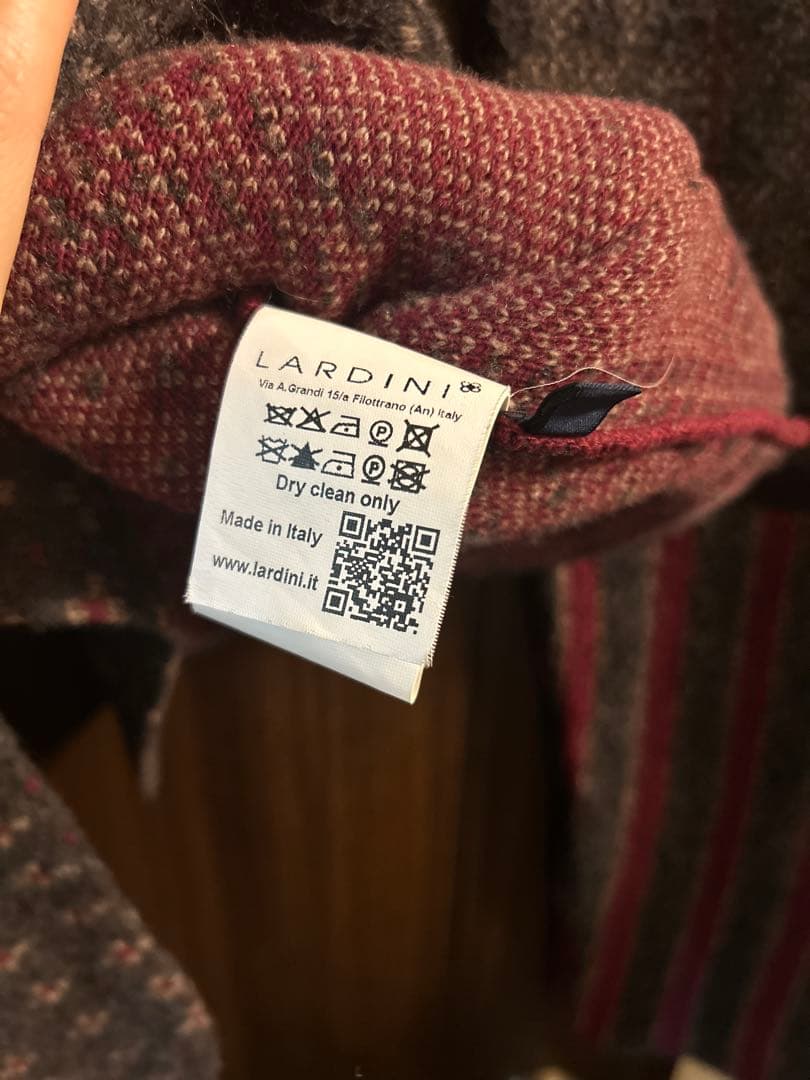 LARDINI
Via A.Grandi 15/a Filottrano (An) Italy
P
P
Dry clean only
Made in Italy
www.lardini.it